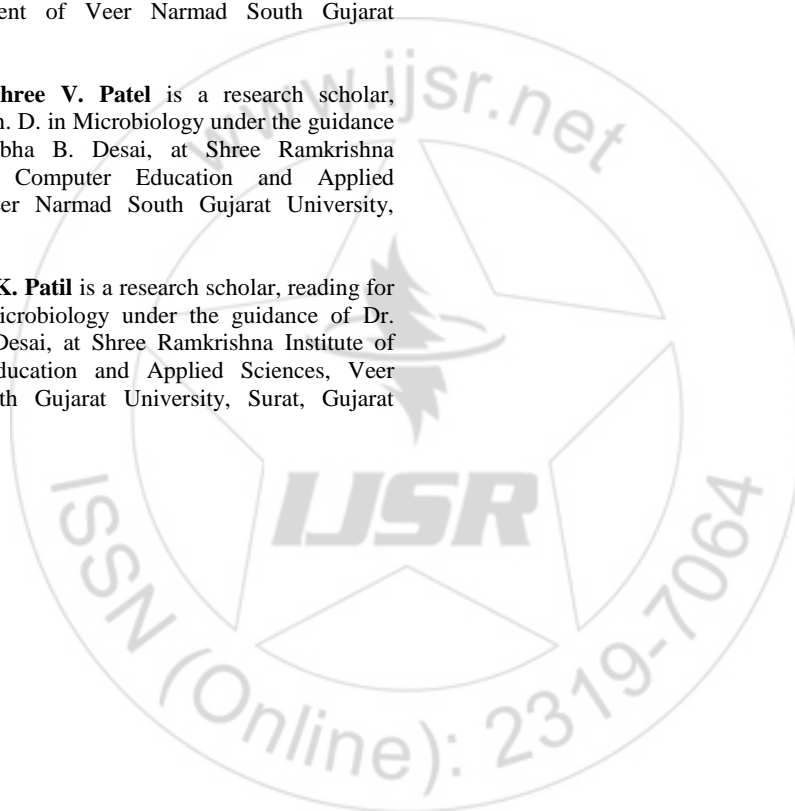 ent of Veer Narmad South Gujarat
hree V. Patel is a research scholar,
h. D. in Microbiology under the guidance
bha B. Desai, at Shree Ramkrishna
Computer Education and Applied
er Narmad South Gujarat University,
K. Patil is a research scholar, reading for
icrobiology under the guidance of Dr.
Desai, at Shree Ramkrishna Institute of
ducation and Applied Sciences, Veer
th Gujarat University, Surat, Gujarat
www.ijsr.net
IJSR
ISSN (Online): 2319-7064